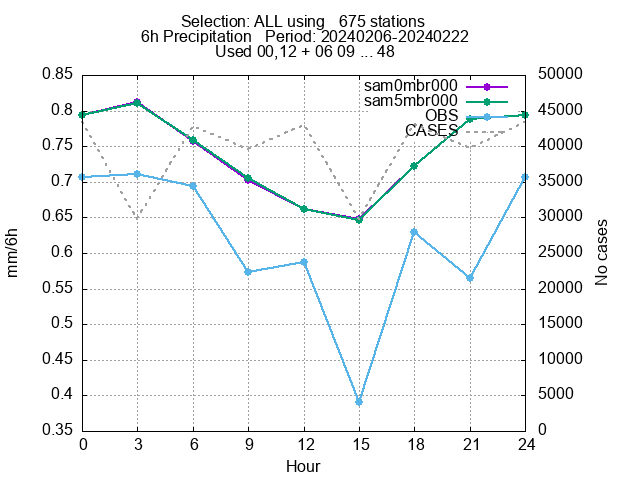 Selection: ALL using   675 stations
6h Precipitation   Period: 20240206-20240222
Used 00,12 + 06 09 ... 48
0.85
0.8
0.75
0.7
0.65
0.6
0.55
0.5
0.45
0.4
0.35
mm/6h
sam0mbr000
sam5mbr000
OBS
CASES
50000
45000
40000
35000
30000
25000
20000
15000
10000
5000
0
No cases
0 3 6 9 12 15 18 21 24
Hour